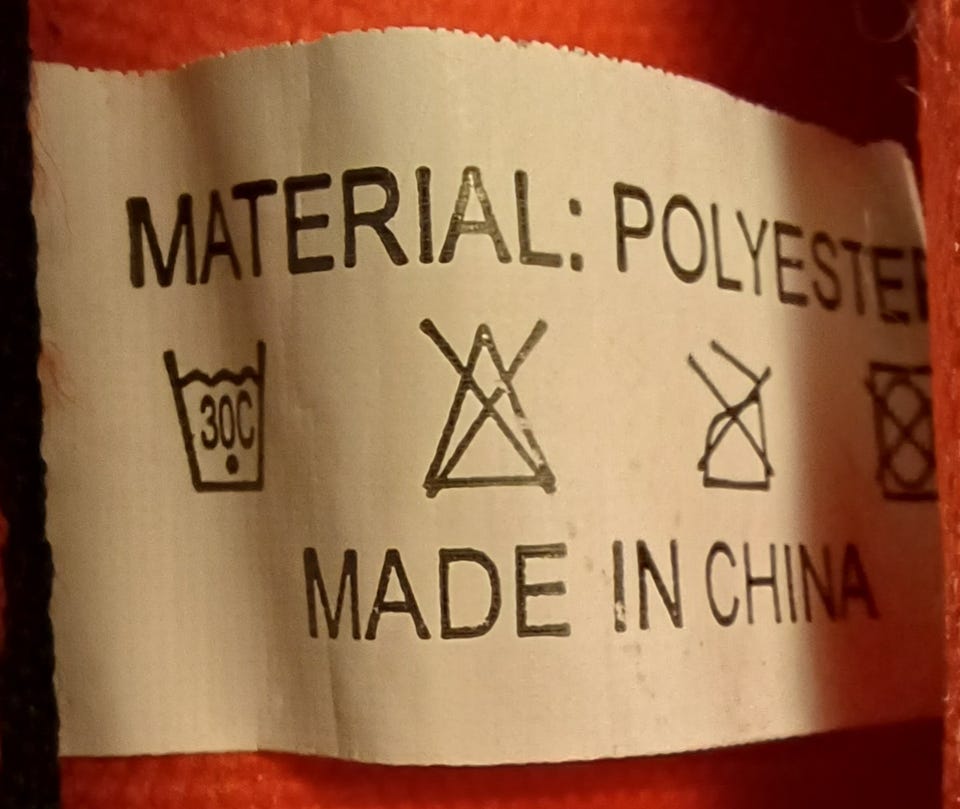 MATERIAL: POLYESTER
30C
MADE IN CHINA